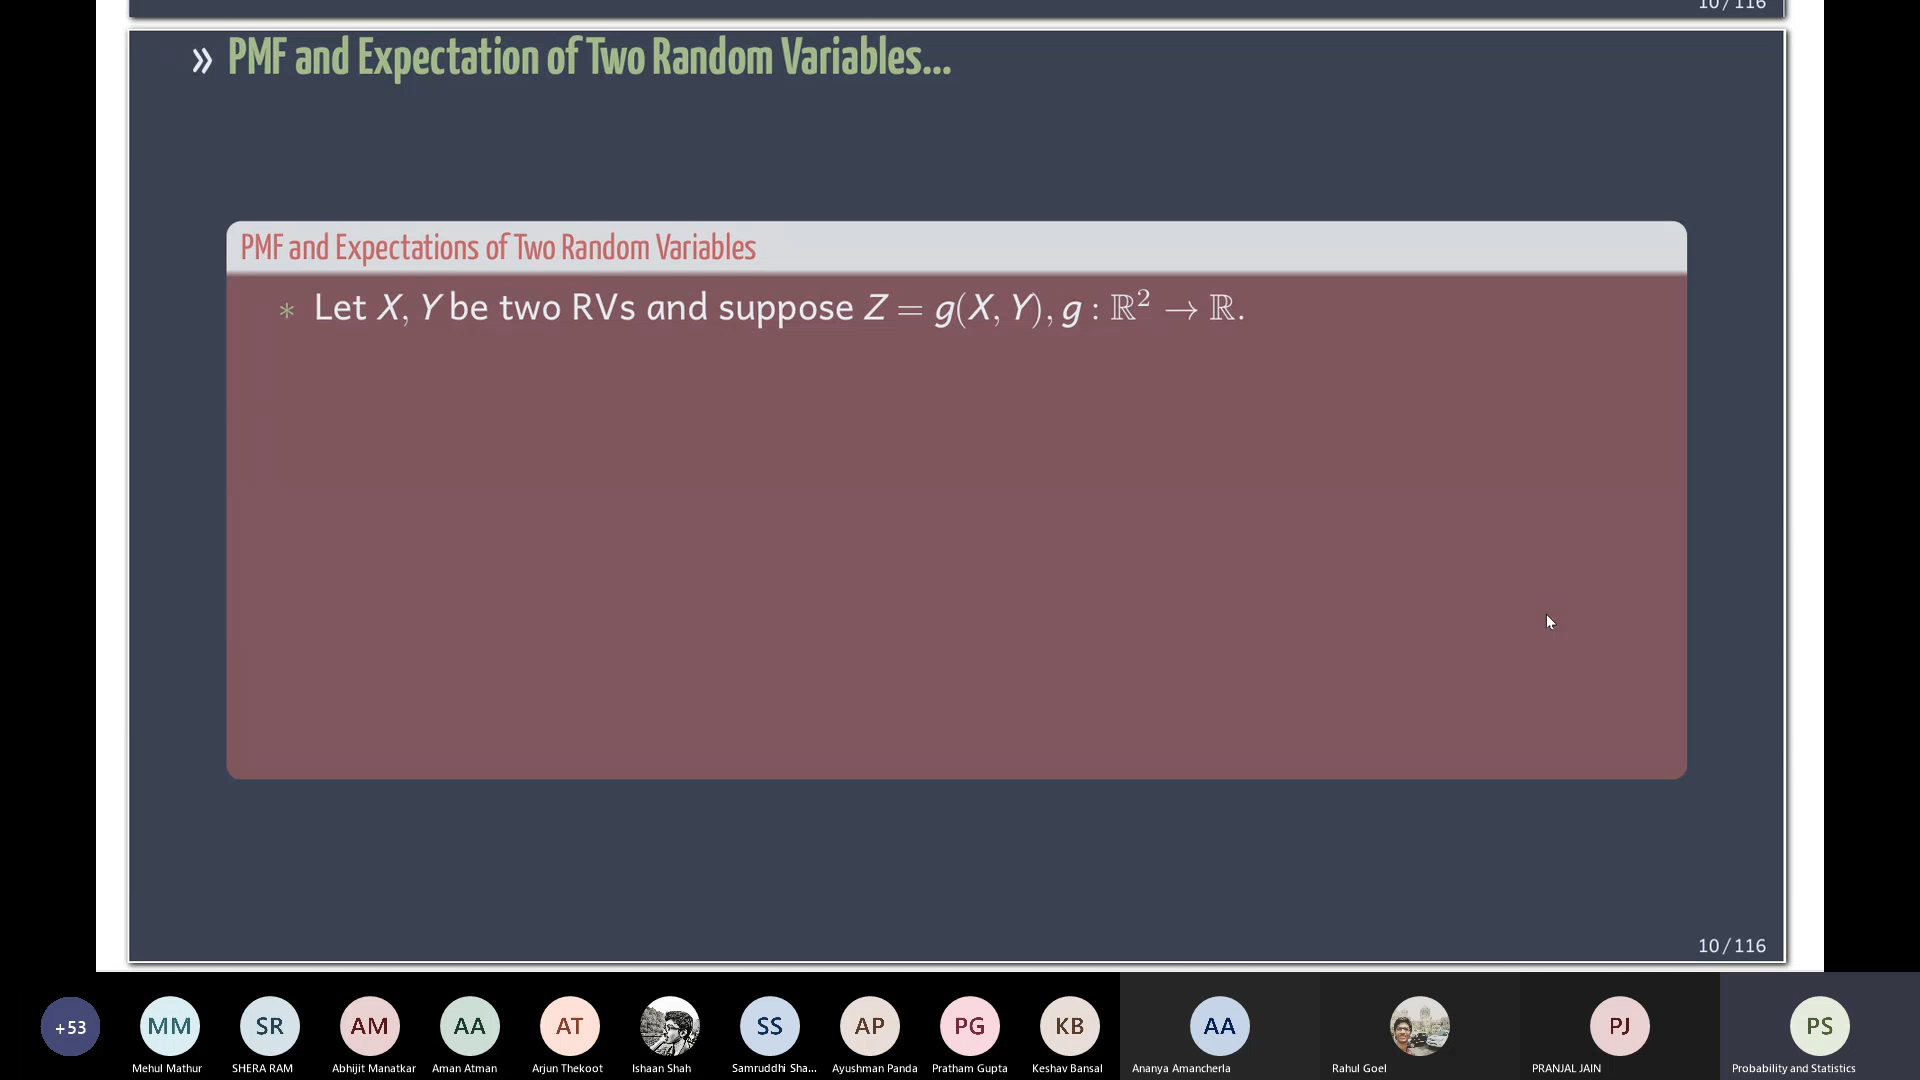 10 / 116
» PMF and Expectation of Two Random Variables...
PMF and Expectations of Two Random Variables
* Let X, Y be two RVs and suppose Z = g(X, Y), g : ℝ² → ℝ.
10 / 116
+53 MM SR AM AA AT SS AP PG KB AA PJ PS
Mehul Mathur SHERA RAM Abhijit Manatkar Aman Atman Arjun Thekoot Ishaan Shah Samruddhi Sha... Ayushman Panda Pratham Gupta Keshav Bansal Ananya Amancherla Rahul Goel PRANJAL JAIN Probability and Statistics